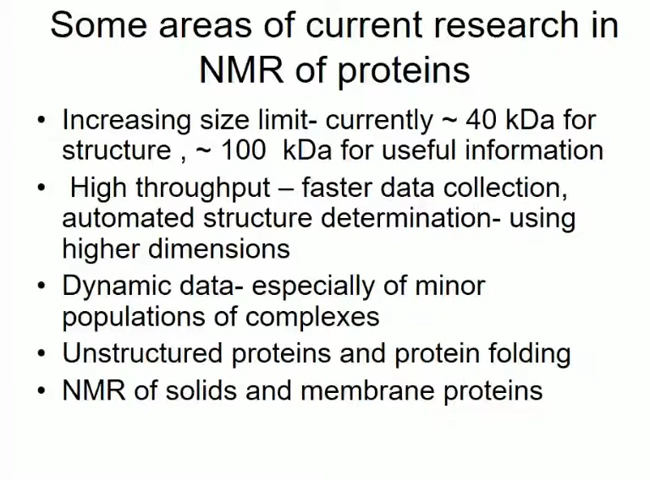 Some areas of current research in
NMR of proteins
• Increasing size limit- currently ~ 40 kDa for
structure , ~ 100 kDa for useful information
• High throughput – faster data collection,
automated structure determination- using
higher dimensions
• Dynamic data- especially of minor
populations of complexes
• Unstructured proteins and protein folding
• NMR of solids and membrane proteins